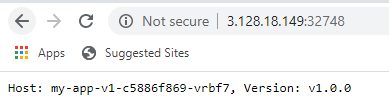 Not secure | 3.128.18.149:32748
Apps Suggested Sites
Host: my-app-v1-c5886f869-vrbf7, Version: v1.0.0